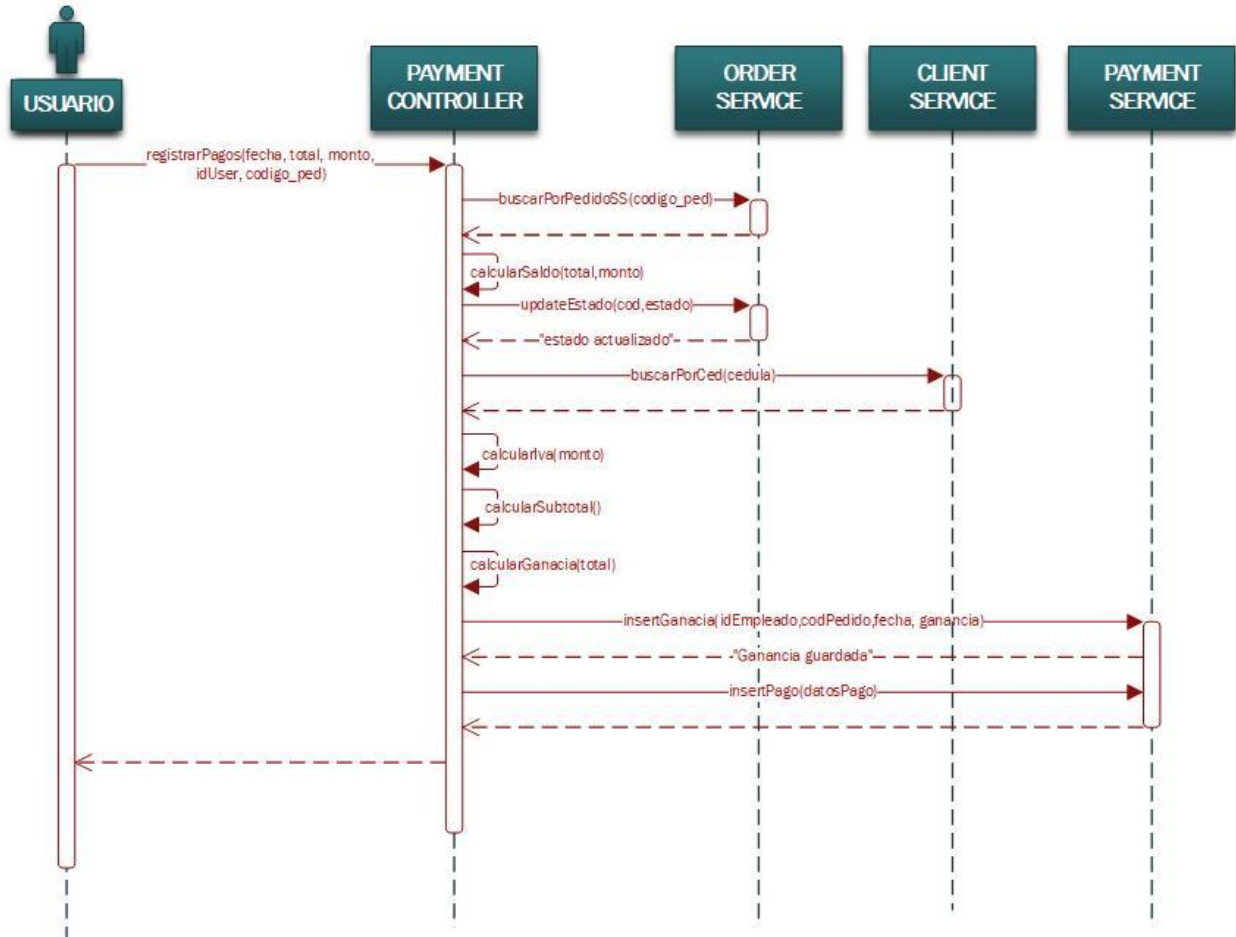 USUARIO
PAYMENT
CONTROLLER
ORDER
SERVICE
CLIENT
SERVICE
PAYMENT
SERVICE
registrarPagos(fecha, total, monto,
idUser, codigo_ped)
buscarPorPedidoSS(codigo_ped)
calcularSaldo(total,monto)
updateEstado(cod,estado)
"estado actualizado"
buscarPorCed(cedula)
calcularIva(monto)
calcularSubtotal()
calcularGanacia(total)
insertGanacia(idEmpleado,codPedido,fecha, ganancia)
"Ganancia guardada"
insertPago(datosPago)